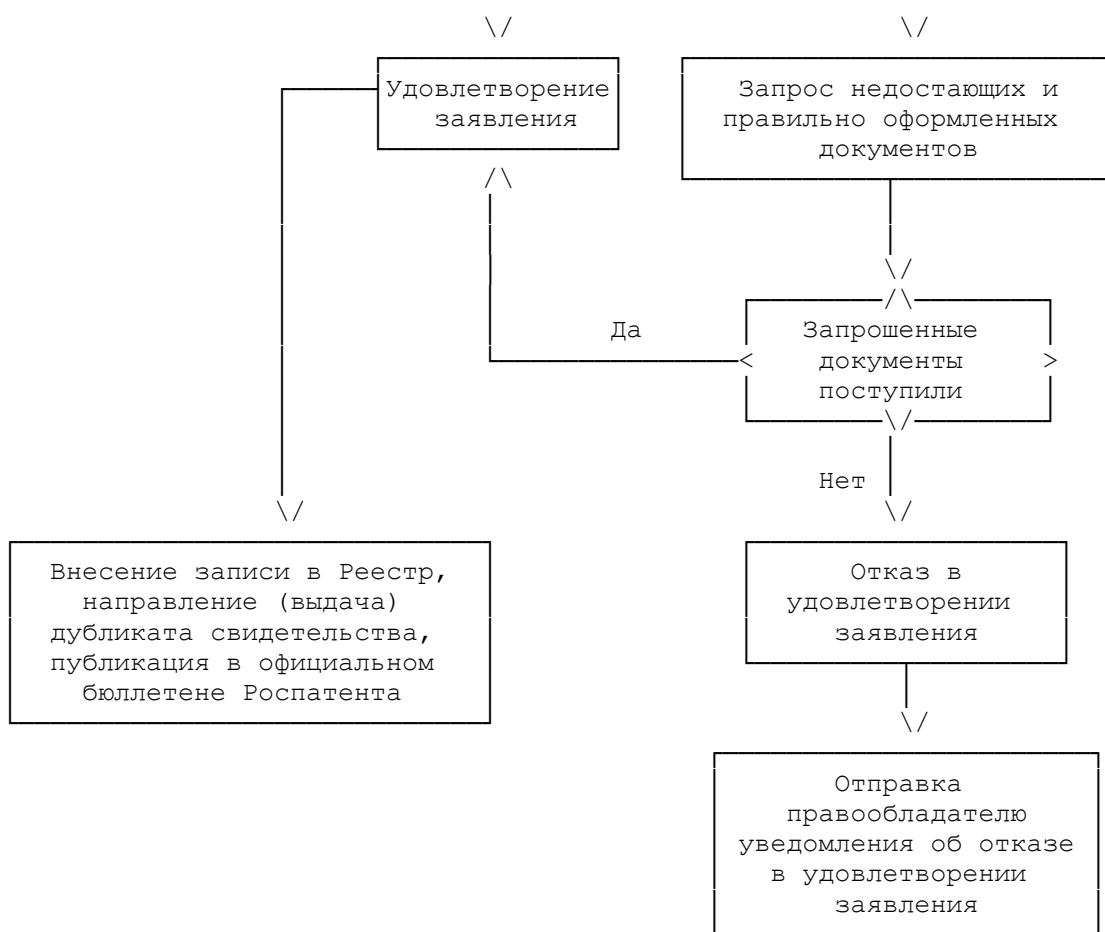 Удовлетворение
заявления
Запрос недостающих и
правильно оформленных
документов
Да
Запрошенные
документы
поступили
Нет
Внесение записи в Реестр,
направление (выдача)
дубликата свидетельства,
публикация в официальном
бюллетене Роспатента
Отказ в
удовлетворении
заявления
Отправка
правообладателю
уведомления об отказе
в удовлетворении
заявления